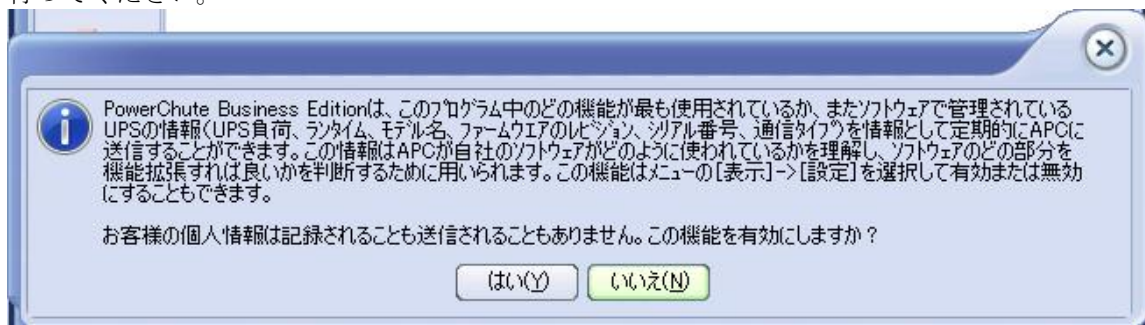 PowerChute Business Editionは、このプログラム中のどの機能が最も使用されているか、またソフトウェアで管理されている
UPSの情報(UPS負荷、ランタイム、モデル名、ファームウエアのレビジョン、シリアル番号、通信タイプ)を情報として定期的にAPCに
送信することができます。この情報はAPCが自社のソフトウェアがどのように使われているかを理解し、ソフトウェアのどの部分を
機能拡張すれば良いかを判断するために用いられます。この機能はメニューの[表示]->[設定]を選択して有効または無効
にすることもできます。
お客様の個人情報は記録されることも送信されることもありません。この機能を有効にしますか?
はい(Y) いいえ(N)